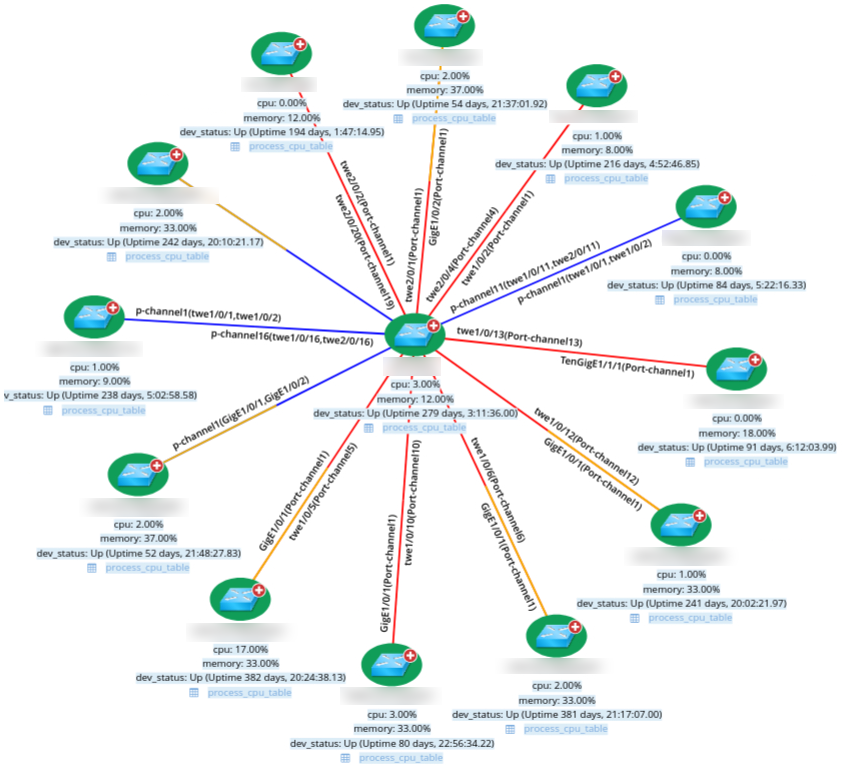 cpu: 2.00%
memory: 37.00%
dev_status: Up (Uptime 54 days, 21:37:01.92)
process_cpu_table
cpu: 0.00%
memory: 12.00%
dev_status: Up (Uptime 194 days, 1:47:14.95)
process_cpu_table
cpu: 1.00%
memory: 8.00%
dev_status: Up (Uptime 216 days, 4:52:46.85)
process_cpu_table
cpu: 2.00%
memory: 33.00%
dev_status: Up (Uptime 242 days, 20:10:21.17)
process_cpu_table
cpu: 0.00%
memory: 8.00%
dev_status: Up (Uptime 84 days, 5:22:16.33)
process_cpu_table
twe2/0/2(Port-channel1)
twe2/0/20(Port-channel19)
GigE1/0/2(Port-channel1)
twe2/0/1(Port-channel1)
twe2/0/4(Port-channel4)
twe1/0/2(Port-channel1)
p-channel11(twe1/0/11,twe2/0/11)
p-channel1(twe1/0/1,twe1/0/2)
p-channel1(twe1/0/1,twe1/0/2)
p-channel16(twe1/0/16,twe2/0/16)
twe1/0/13(Port-channel13)
TenGigE1/1/1(Port-channel1)
cpu: 1.00%
memory: 9.00%
v_status: Up (Uptime 238 days, 5:02:58.58)
process_cpu_table
cpu: 3.00%
memory: 12.00%
dev_status: Up (Uptime 279 days, 3:11:36.00)
process_cpu_table
cpu: 0.00%
memory: 18.00%
dev_status: Up (Uptime 91 days, 6:12:03.99)
process_cpu_table
p-channel1(GigE1/0/1,GigE1/0/2)
GigE1/0/1(Port-channel1)
twe1/0/5(Port-channel5)
GigE1/0/1(Port-channel1)
twe1/0/10(Port-channel10)
twe1/0/6(Port-channel6)
GigE1/0/1(Port-channel1)
twe1/0/12(Port-channel12)
GigE1/0/1(Port-channel1)
cpu: 2.00%
memory: 37.00%
dev_status: Up (Uptime 52 days, 21:48:27.83)
process_cpu_table
cpu: 1.00%
memory: 33.00%
dev_status: Up (Uptime 241 days, 20:02:21.97)
process_cpu_table
cpu: 17.00%
memory: 33.00%
dev_status: Up (Uptime 382 days, 20:24:38.13)
process_cpu_table
cpu: 2.00%
memory: 33.00%
dev_status: Up (Uptime 381 days, 21:17:07.00)
process_cpu_table
cpu: 3.00%
memory: 33.00%
dev_status: Up (Uptime 80 days, 22:56:34.22)
process_cpu_table